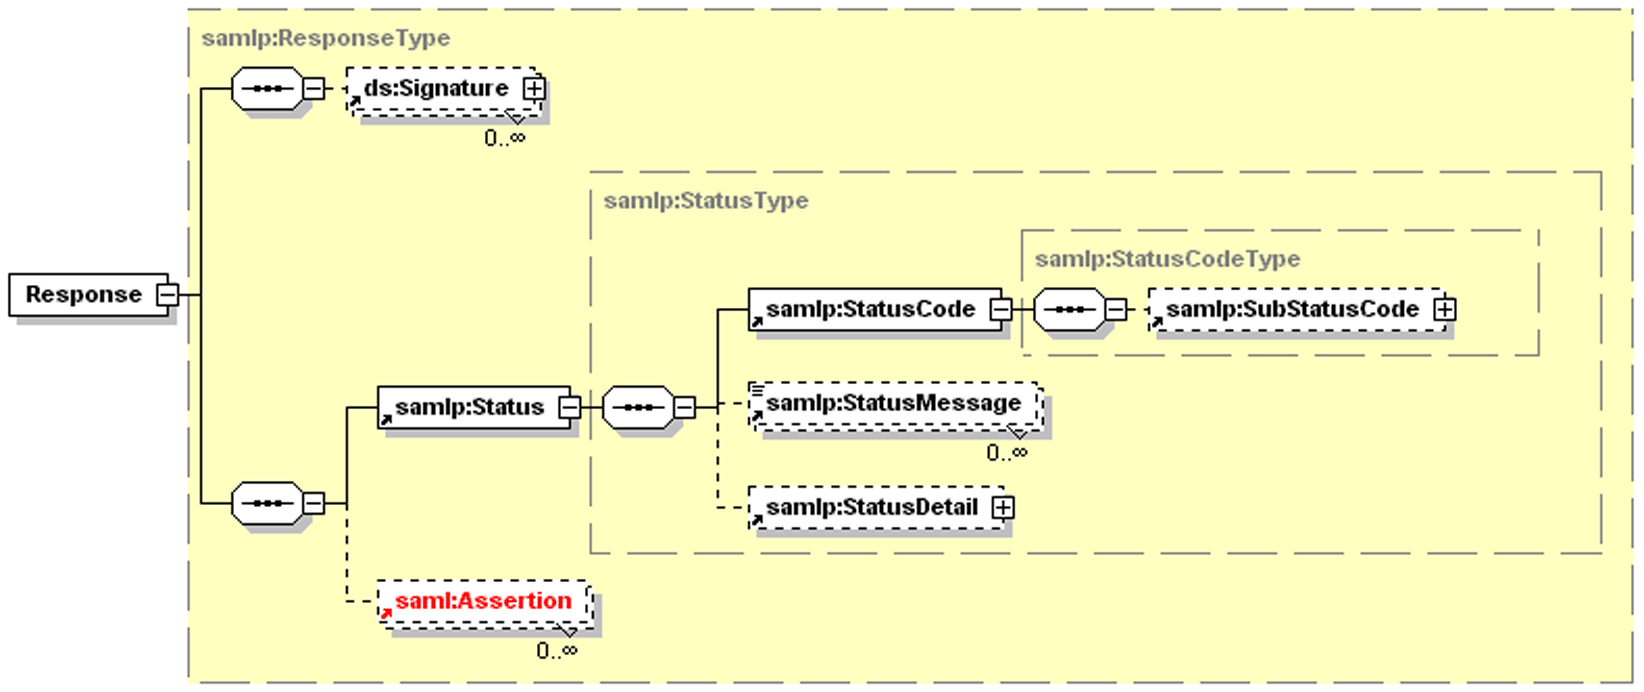 samlp:ResponseType
ds:Signature
0..∞
samlp:StatusType
samlp:StatusCodeType
Response
samlp:StatusCode
samlp:SubStatusCode
samlp:Status
samlp:StatusMessage
0..∞
samlp:StatusDetail
saml:Assertion
0..∞